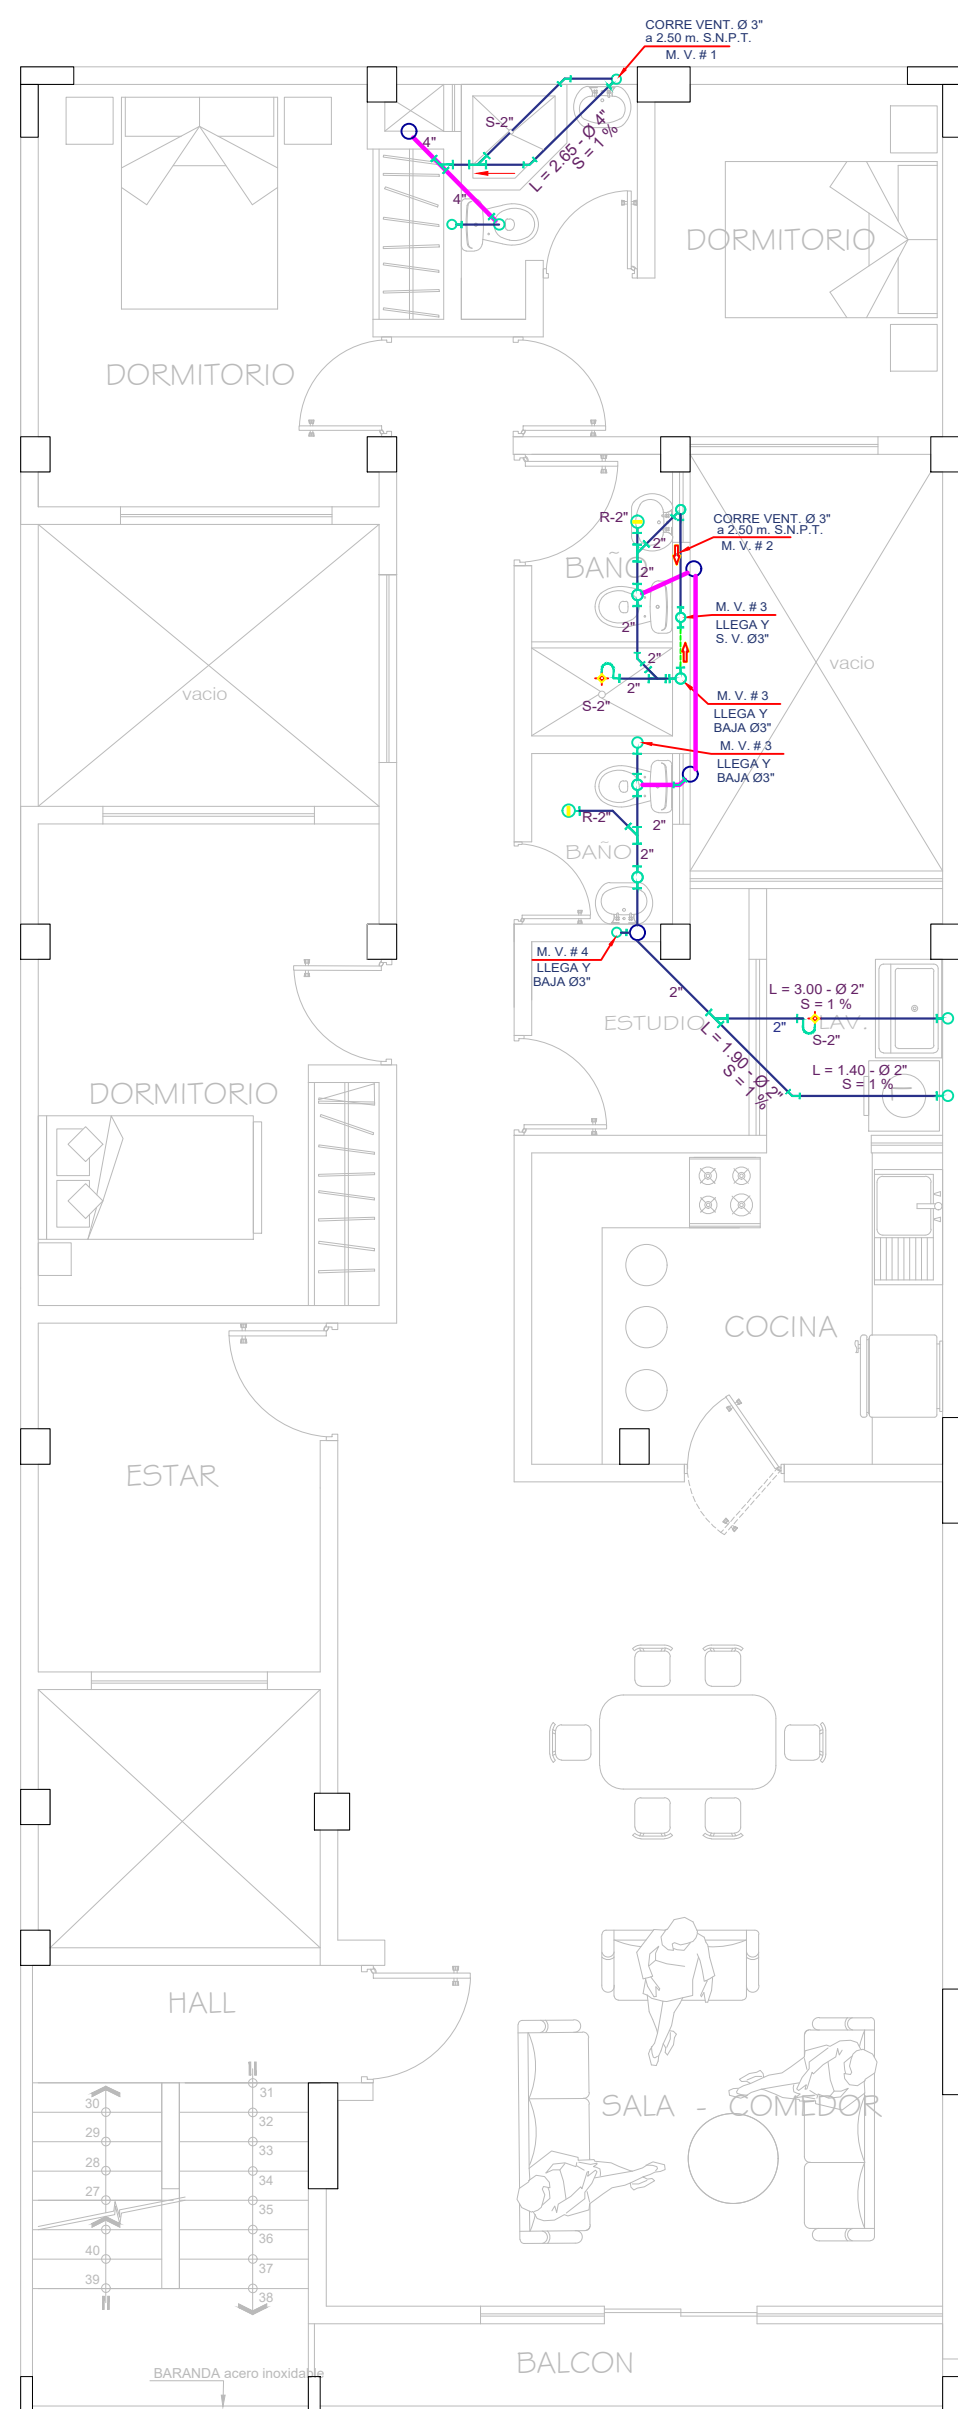 CORRE VENT. Ø 3"
a 2.50 m. S.N.P.T.
M. V. # 1
S-2"
4"
L = 2.65 - Ø 4"
S = 1 %
4"
DORMITORIO
DORMITORIO
R-2"
2"
CORRE VENT. Ø 3"
a 2.50 m. S.N.P.T.
M. V. # 2
BAÑO
2"
M. V. # 3
LLEGA Y
S. V. Ø3"
2"
2"
2"
S-2"
vacio
vacio
M. V. # 3
LLEGA Y
BAJA Ø3"
M. V. # 3
LLEGA Y
BAJA Ø3"
R-2"
2"
BAÑO
2"
M. V. # 4
LLEGA Y
BAJA Ø3"
2"
L = 3.00 - Ø 2"
S = 1 %
ESTUDIO
2"
LAV.
S-2"
L = 1.90 - Ø 2"
S = 1 %
L = 1.40 - Ø 2"
S = 1 %
DORMITORIO
COCINA
ESTAR
HALL
SALA - COMEDOR
31
30
32
29
33
28
34
27
35
36
40
37
39
38
BALCON
BARANDA acero inoxidable